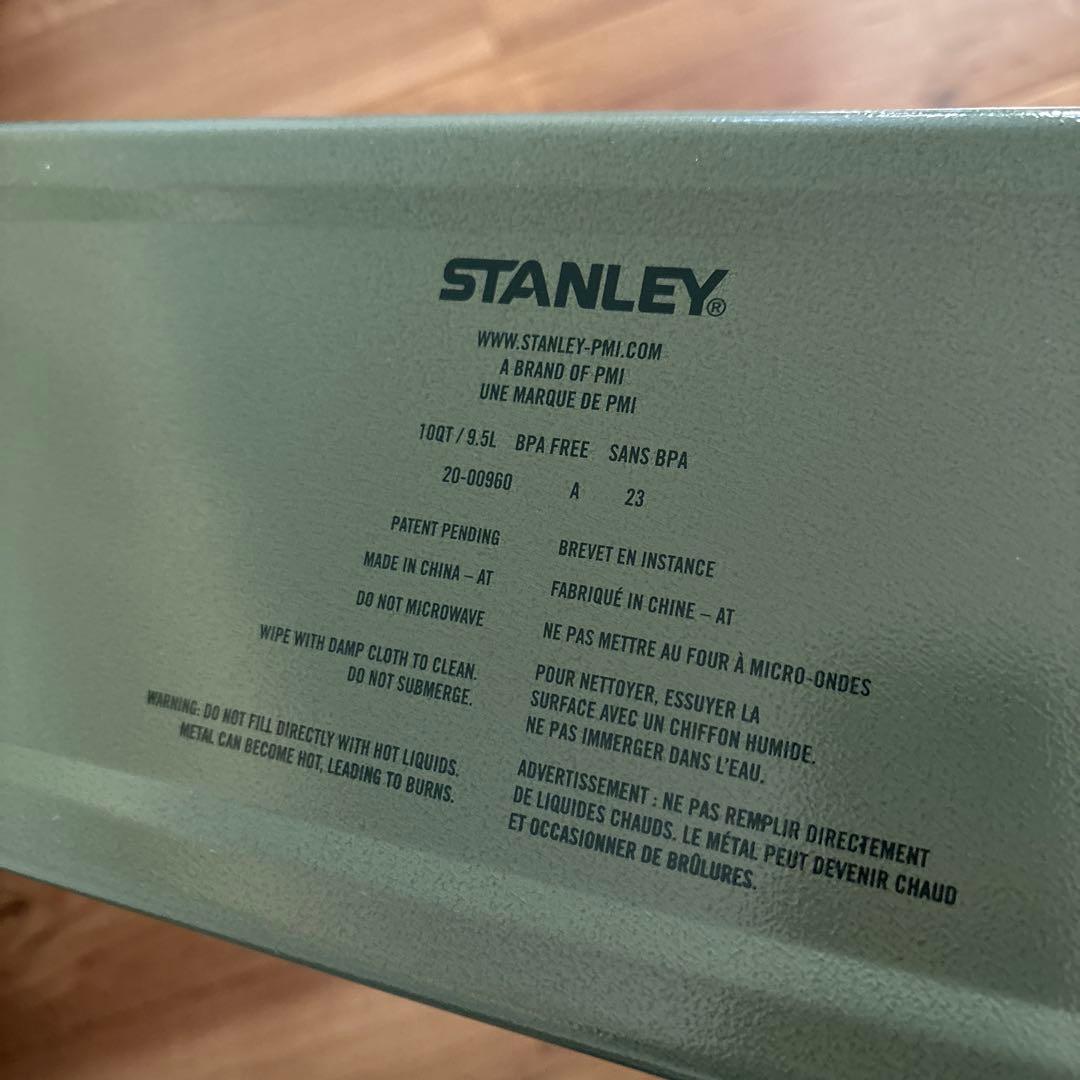 STANLEY®
WWW.STANLEY-PMI.COM
A BRAND OF PMI
UNE MARQUE DE PMI
10QT / 9.5L BPA FREE SANS BPA
20-00960 A 23
PATENT PENDING
MADE IN CHINA – AT
DO NOT MICROWAVE
WIPE WITH DAMP CLOTH TO CLEAN.
DO NOT SUBMERGE.
WARNING: DO NOT FILL DIRECTLY WITH HOT LIQUIDS.
METAL CAN BECOME HOT, LEADING TO BURNS.
BREVET EN INSTANCE
FABRIQUÉ IN CHINE – AT
NE PAS METTRE AU FOUR À MICRO-ONDES
POUR NETTOYER, ESSUYER LA
SURFACE AVEC UN CHIFFON HUMIDE.
NE PAS IMMERGER DANS L'EAU.
ADVERTISSEMENT : NE PAS REMPLIR DIRECTEMENT
DE LIQUIDES CHAUDS. LE MÉTAL PEUT DEVENIR CHAUD
ET OCCASIONNER DE BRÛLURES.